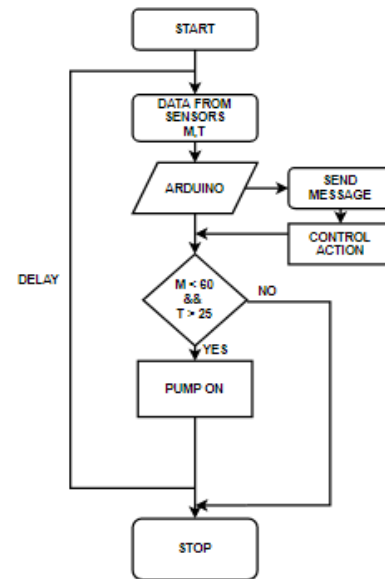 START
DATA FROM
SENSORS
M,T
ARDUINO
SEND
MESSAGE
CONTROL
ACTION
DELAY
M < 60
&&
T > 25
NO
YES
PUMP ON
STOP